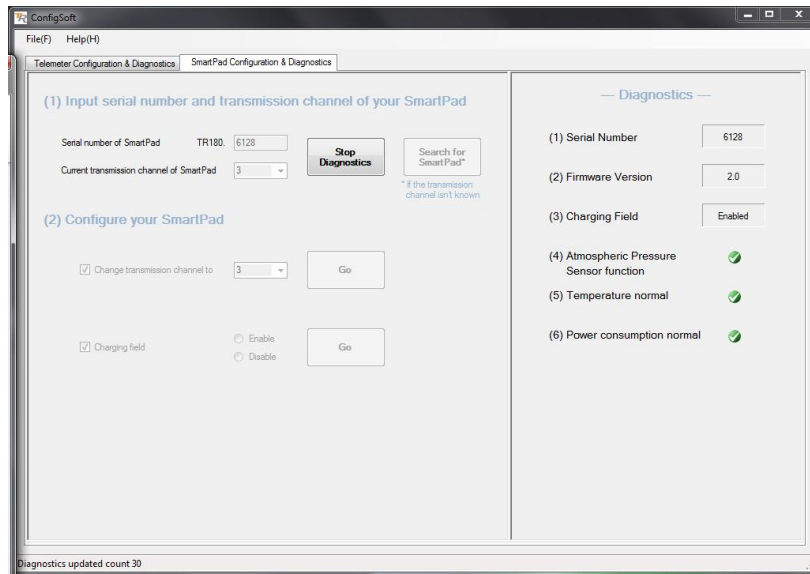 ConfigSoft
File(F) Help(H)
Telemeter Configuration & Diagnostics SmartPad Configuration & Diagnostics
(1) Input serial number and transmission channel of your SmartPad
Serial number of SmartPad TR180. 6128
Current transmission channel of SmartPad 3
Stop
Diagnostics
Search for
SmartPad*
* If the transmission
channel isn't known
(2) Configure your SmartPad
Change transmission channel to 3 Go
Charging field
Enable
Disable
Go
— Diagnostics —
(1) Serial Number 6128
(2) Firmware Version 2.0
(3) Charging Field Enabled
(4) Atmospheric Pressure
Sensor function
(5) Temperature normal
(6) Power consumption normal
Diagnostics updated count 30